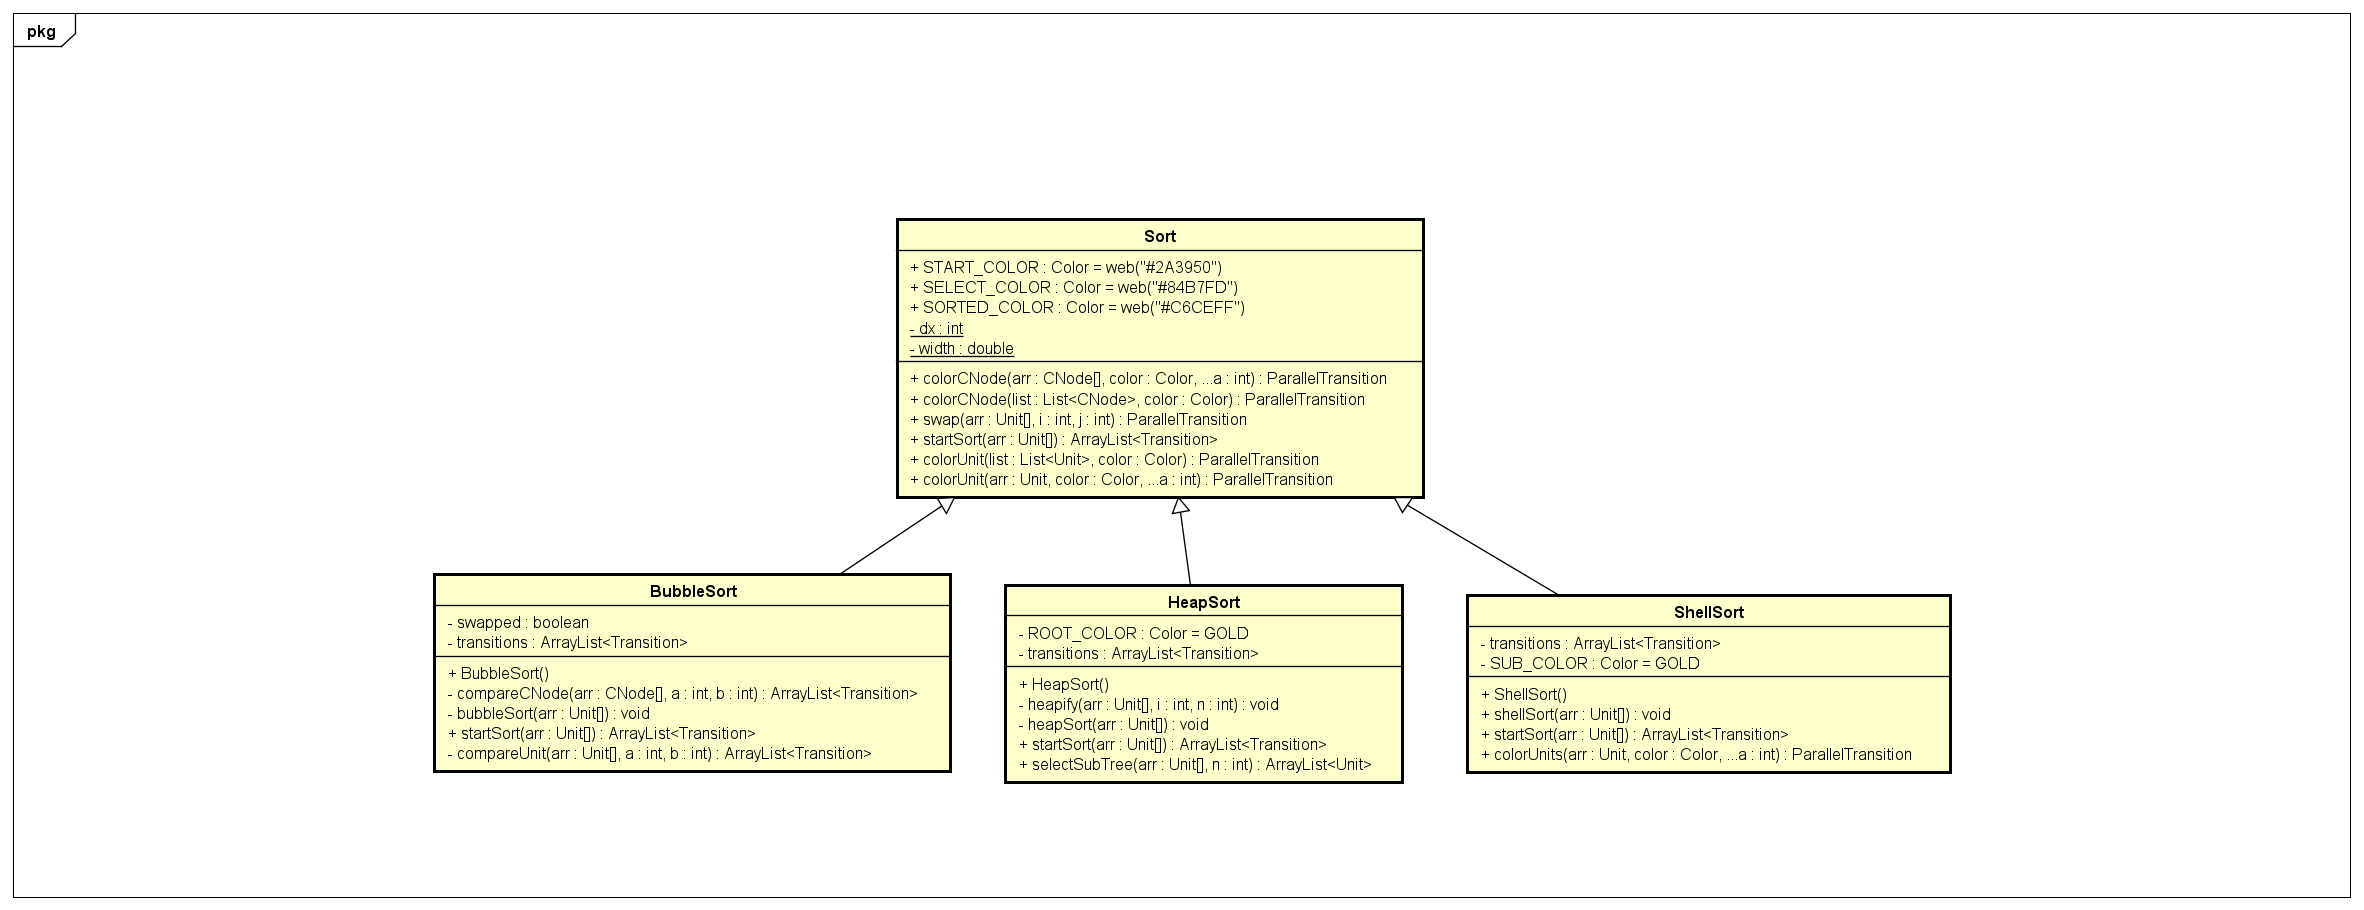 pkg
Sort
+ START_COLOR : Color = web("#2A3950")
+ SELECT_COLOR : Color = web("#84B7FD")
+ SORTED_COLOR : Color = web("#C6CEFF")
- dx : int
- width : double
+ colorCNode(arr : CNode[], color : Color, ...a : int) : ParallelTransition
+ colorCNode(list : List<CNode>, color : Color) : ParallelTransition
+ swap(arr : Unit[], i : int, j : int) : ParallelTransition
+ startSort(arr : Unit[]) : ArrayList<Transition>
+ colorUnit(list : List<Unit>, color : Color) : ParallelTransition
+ colorUnit(arr : Unit, color : Color, ...a : int) : ParallelTransition
BubbleSort
- swapped : boolean
- transitions : ArrayList<Transition>
+ BubbleSort()
- compareCNode(arr : CNode[], a : int, b : int) : ArrayList<Transition>
- bubbleSort(arr : Unit[]) : void
+ startSort(arr : Unit[]) : ArrayList<Transition>
- compareUnit(arr : Unit[], a : int, b : int) : ArrayList<Transition>
HeapSort
- ROOT_COLOR : Color = GOLD
- transitions : ArrayList<Transition>
+ HeapSort()
- heapify(arr : Unit[], i : int, n : int) : void
- heapSort(arr : Unit[]) : void
+ startSort(arr : Unit[]) : ArrayList<Transition>
+ selectSubTree(arr : Unit[], n : int) : ArrayList<Unit>
ShellSort
- transitions : ArrayList<Transition>
- SUB_COLOR : Color = GOLD
+ ShellSort()
+ shellSort(arr : Unit[]) : void
+ startSort(arr : Unit[]) : ArrayList<Transition>
+ colorUnits(arr : Unit, color : Color, ...a : int) : ParallelTransition